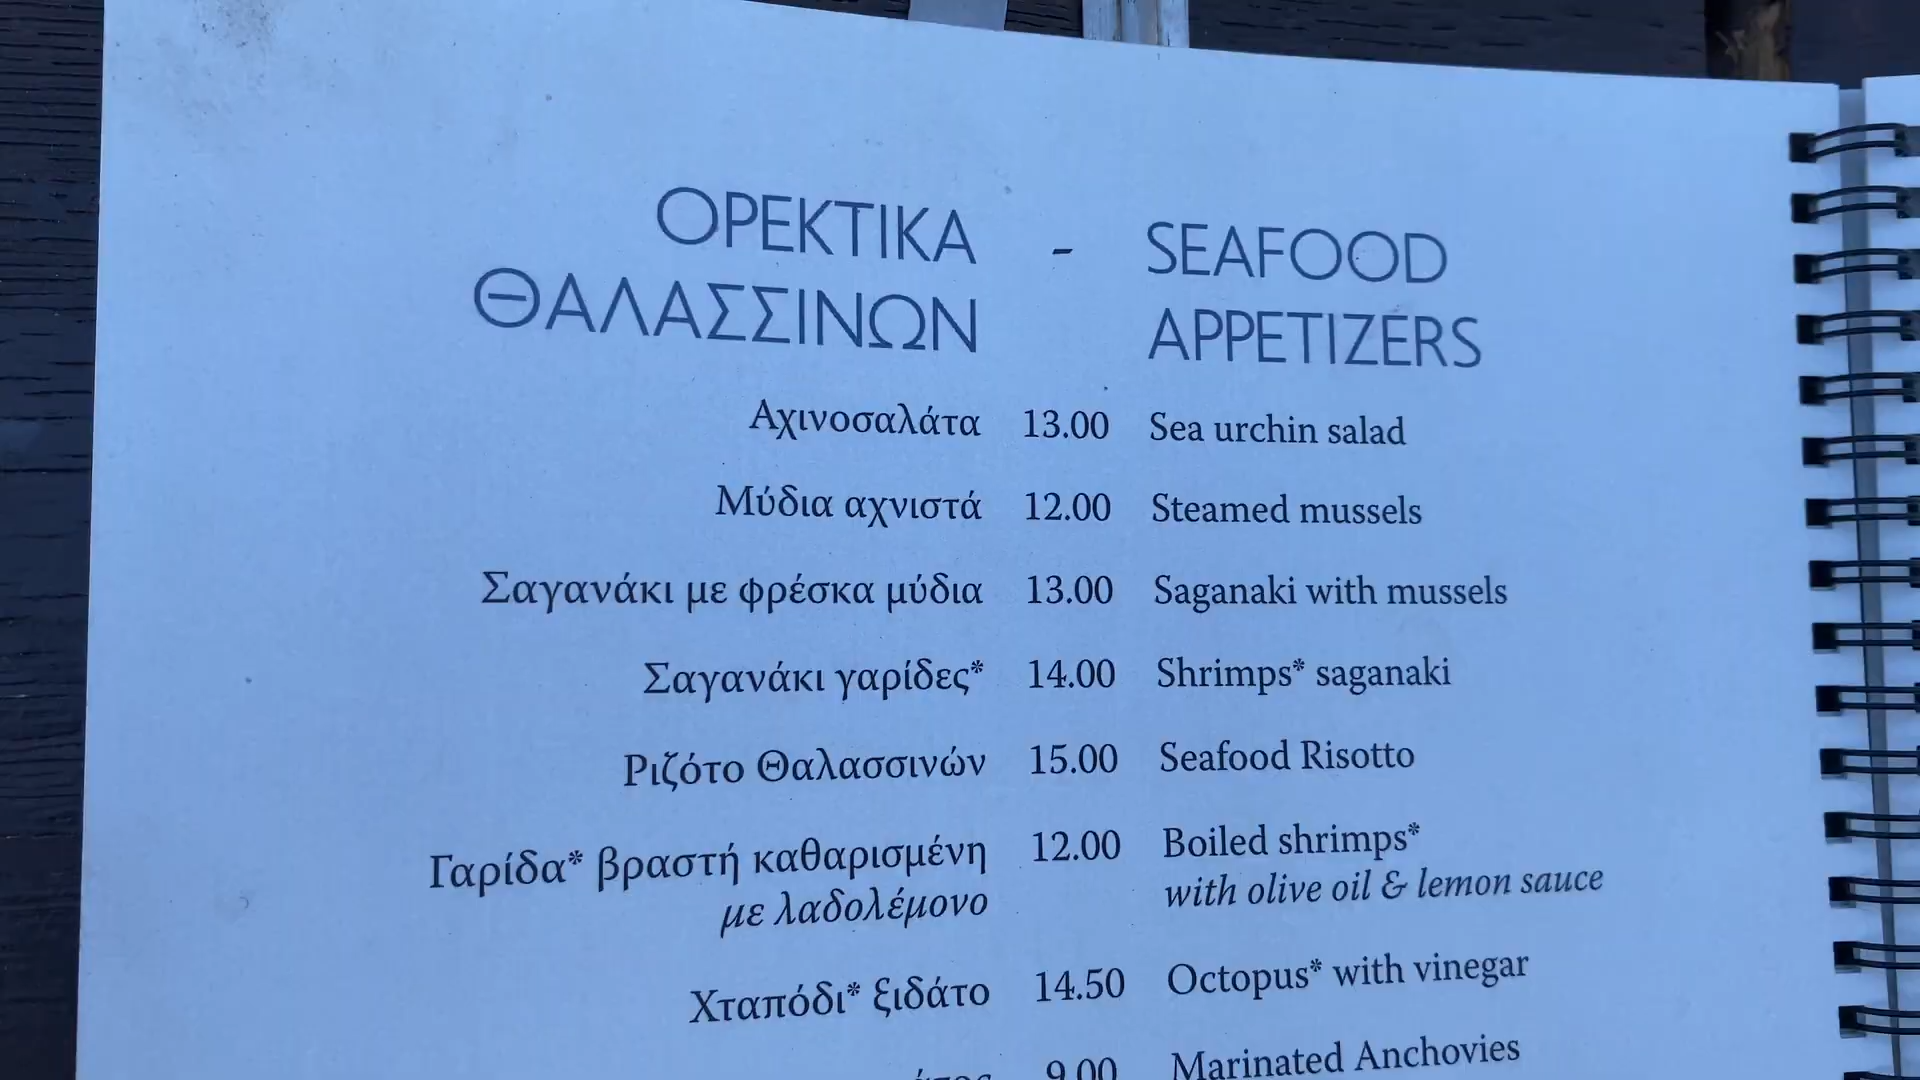 ΟΡΕΚΤΙΚΑ - SEAFOOD
ΘΑΛΑΣΣΙΝΩΝ APPETIZERS
Αχινοσαλάτα 13.00 Sea urchin salad
Μύδια αχνιστά 12.00 Steamed mussels
Σαγανάκι με φρέσκα μύδια 13.00 Saganaki with mussels
Σαγανάκι γαρίδες* 14.00 Shrimps* saganaki
Ριζότο Θαλασσινών 15.00 Seafood Risotto
Γαρίδα* βραστή καθαρισμένη 12.00 Boiled shrimps*
με λαδολέμονο with olive oil & lemon sauce
Χταπόδι* ξιδάτο 14.50 Octopus* with vinegar
9.00 Marinated Anchovies